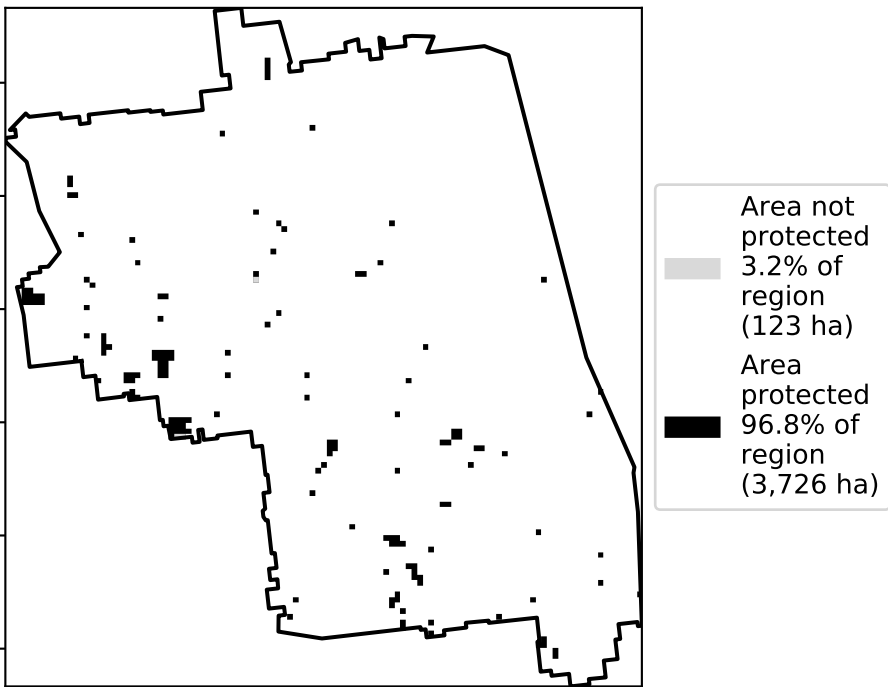 Area not
protected
3.2% of
region
(123 ha)
Area
protected
96.8% of
region
(3,726 ha)